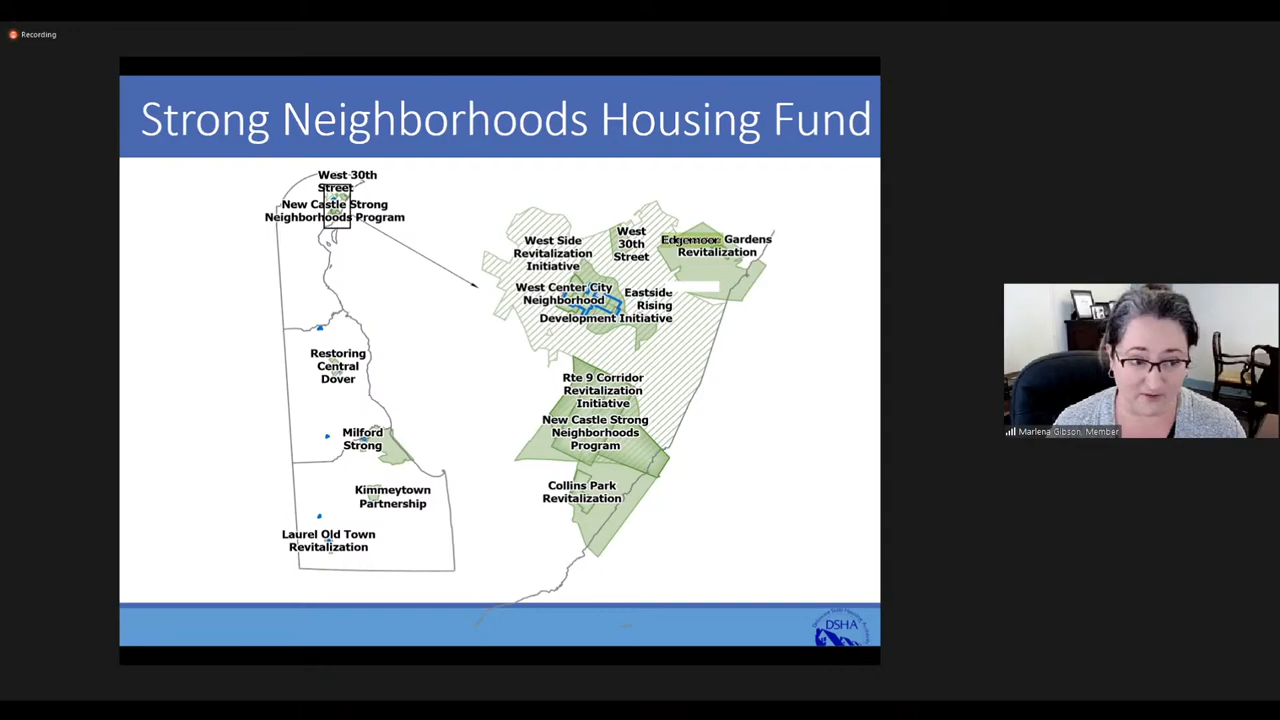 Recording
Strong Neighborhoods Housing Fund
West 30th
Street
New Castle Strong
Neighborhoods Program
Restoring
Central
Dover
Milford
Strong
Kimmeytown
Partnership
Laurel Old Town
Revitalization
West Side
Revitalization
Initiative
West
30th
Street
Edgemoor Gardens
Revitalization
West Center City
Neighborhood
Eastside
Rising
Development Initiative
Rte 9 Corridor
Revitalization
Initiative
New Castle Strong
Neighborhoods
Program
Collins Park
Revitalization
DSHA
Marlena Gibson, Member